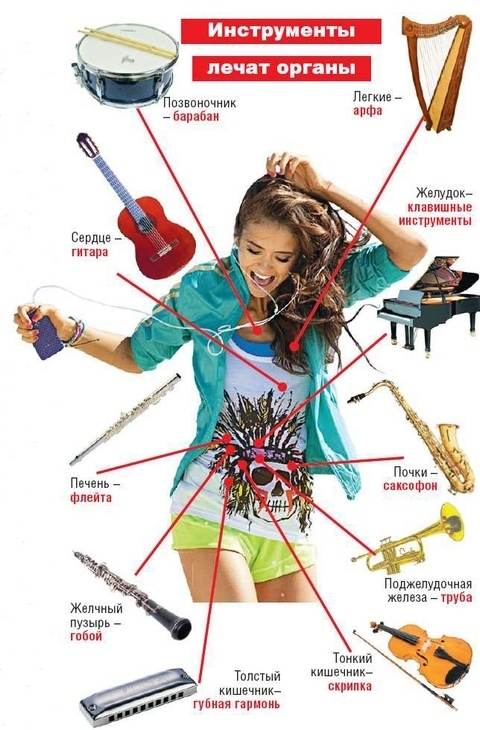 Инструменты
лечат органы
Позвоночник
– барабан
Легкие –
арфа
Желудок–
клавишные
инструменты
Сердце –
гитара
Печень –
флейта
Почки –
саксофон
Поджелудочная
железа – труба
Желчный
пузырь –
гобой
Толстый
кишечник–
губная гармонь
Тонкий
кишечник–
скрипка